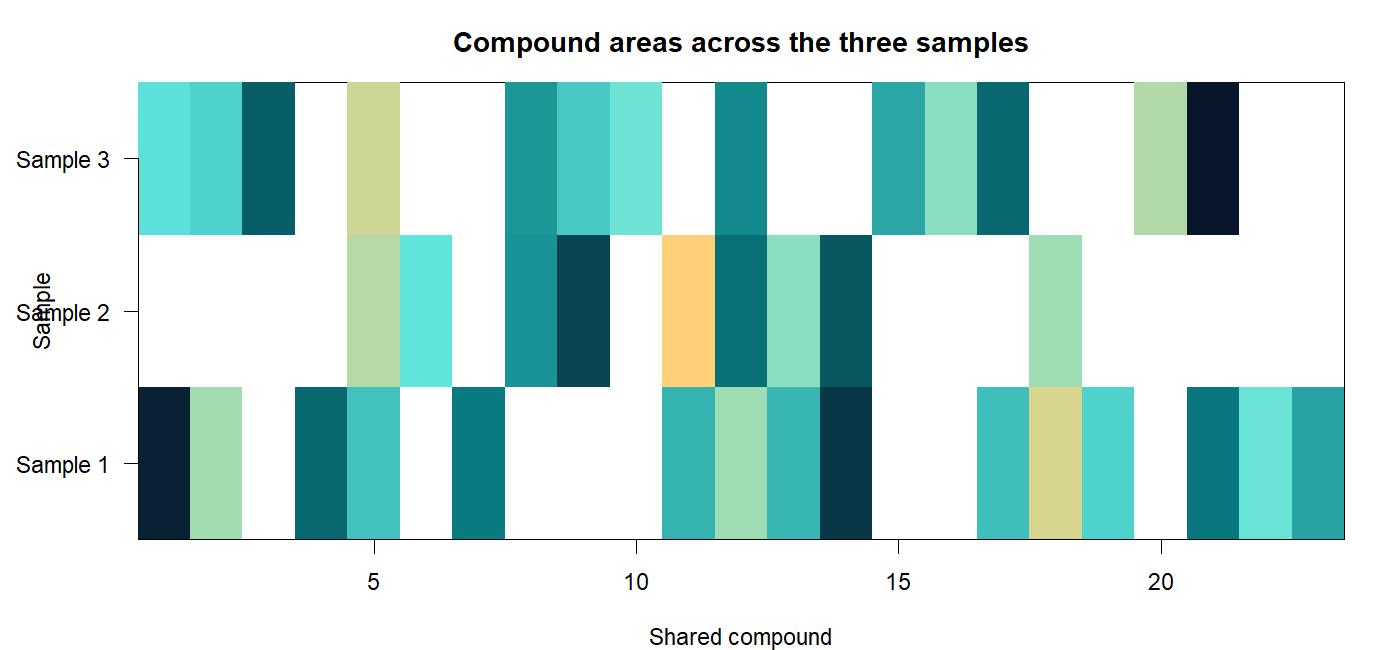 Compound areas across the three samples
Sample 3
Sample 2
Sample 1
Sample
5 10 15 20
Shared compound